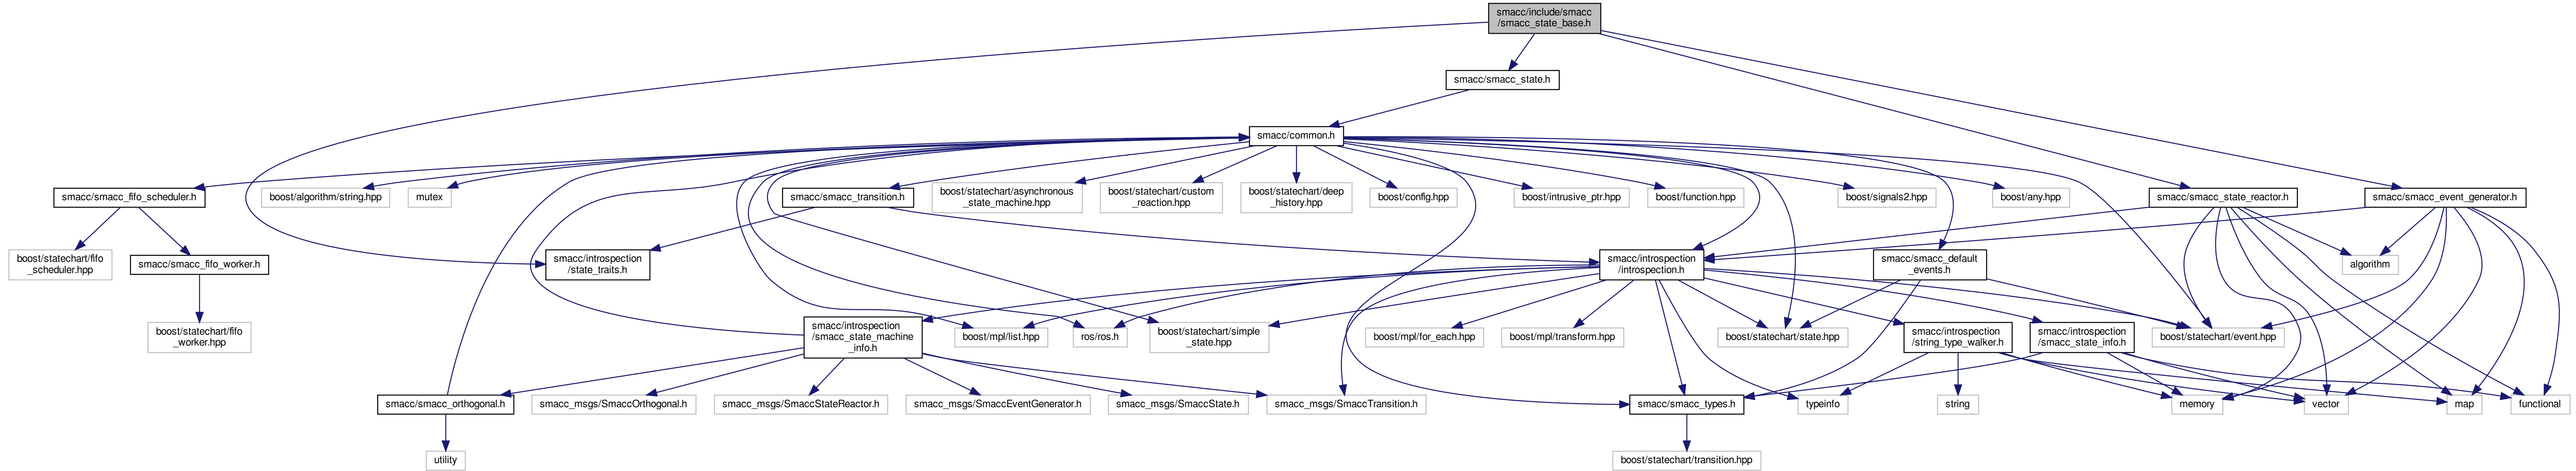 smacc/include/smacc
/smacc_state_base.h
smacc/smacc_state.h
smacc/common.h
smacc/smacc_fifo_scheduler.h
boost/algorithm/string.hpp
mutex
smacc/smacc_transition.h
boost/statechart/asynchronous
_state_machine.hpp
boost/statechart/custom
_reaction.hpp
boost/statechart/deep
_history.hpp
boost/config.hpp
boost/intrusive_ptr.hpp
boost/function.hpp
boost/signals2.hpp
boost/any.hpp
smacc/smacc_state_reactor.h
smacc/smacc_event_generator.h
boost/statechart/fifo
_scheduler.hpp
smacc/smacc_fifo_worker.h
smacc/introspection
/state_traits.h
smacc/introspection
/introspection.h
smacc/smacc_default
_events.h
algorithm
boost/statechart/fifo
_worker.hpp
smacc/introspection
/smacc_state_machine
_info.h
boost/mpl/list.hpp
ros/ros.h
boost/statechart/simple
_state.hpp
boost/mpl/for_each.hpp
boost/mpl/transform.hpp
boost/statechart/state.hpp
smacc/introspection
/string_type_walker.h
smacc/introspection
/smacc_state_info.h
boost/statechart/event.hpp
smacc/smacc_orthogonal.h
smacc_msgs/SmaccOrthogonal.h
smacc_msgs/SmaccStateReactor.h
smacc_msgs/SmaccEventGenerator.h
smacc_msgs/SmaccState.h
smacc_msgs/SmaccTransition.h
smacc/smacc_types.h
typeinfo
string
memory
vector
map
functional
utility
boost/statechart/transition.hpp